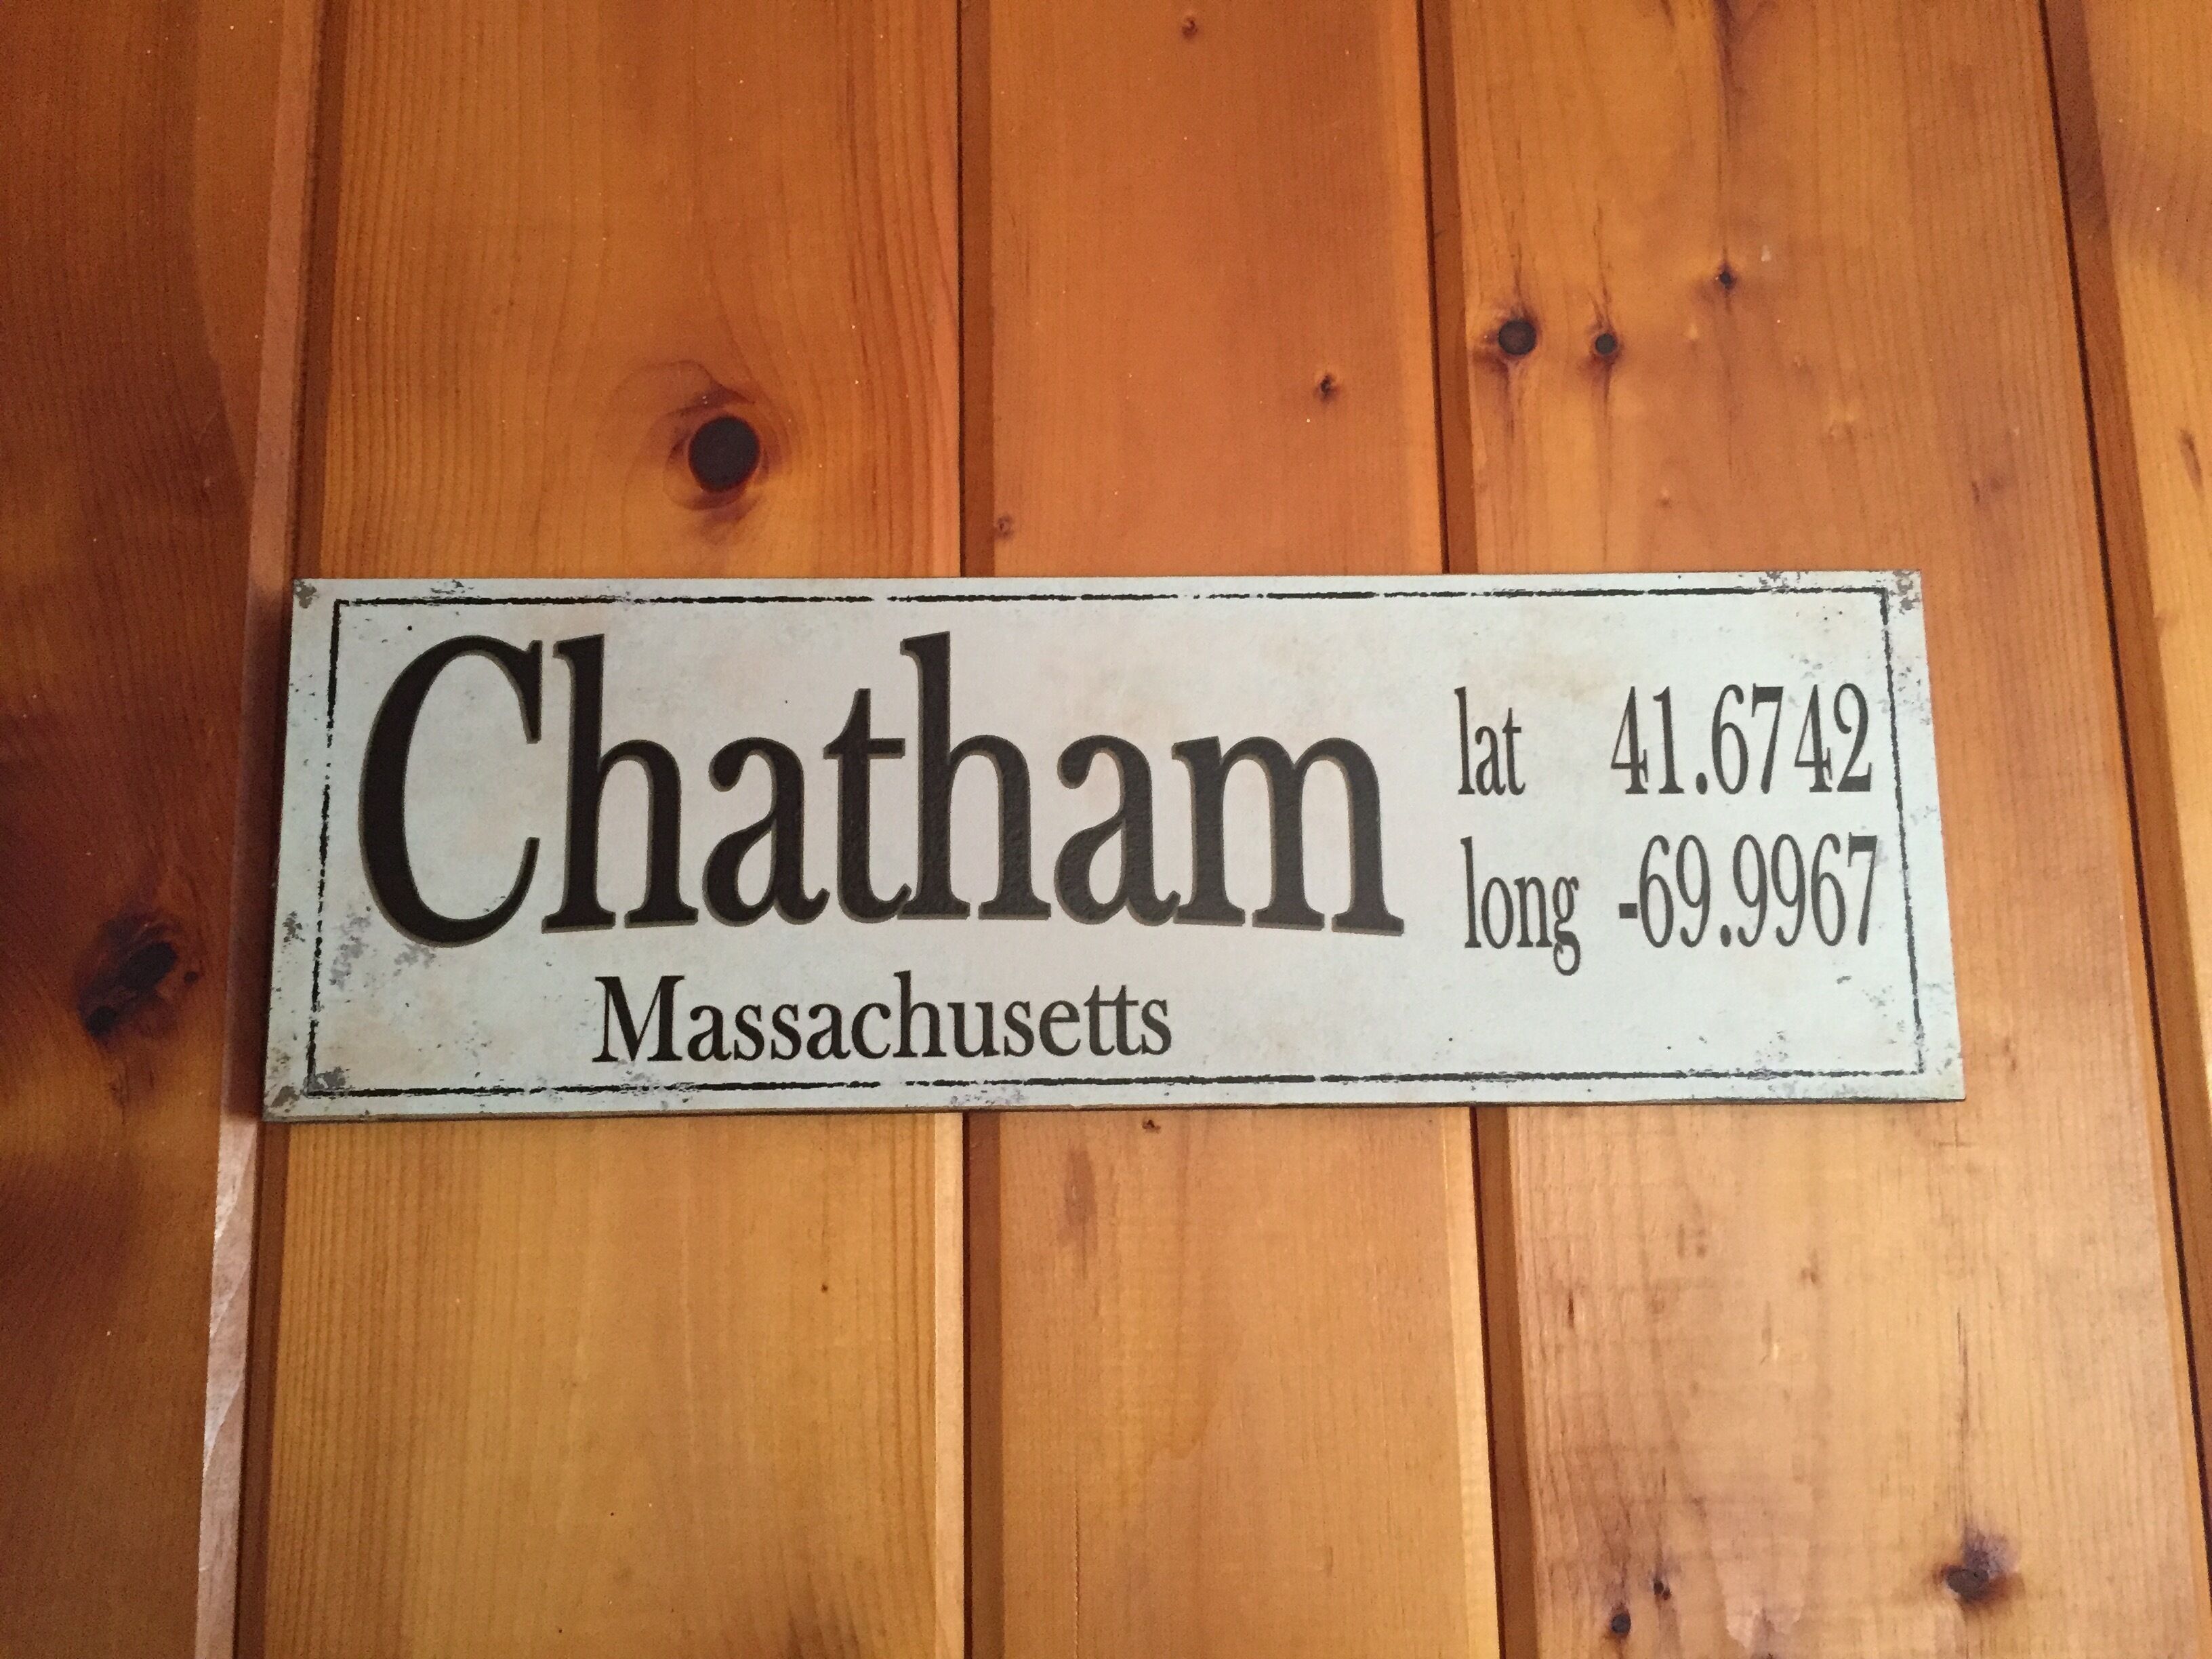 Chatham
Massachusetts
lat 41.6742
long -69.9967